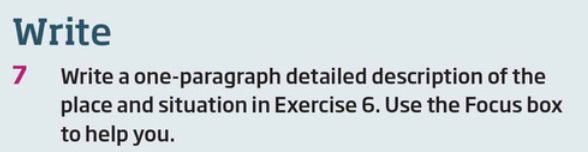 Write
7 Write a one-paragraph detailed description of the
place and situation in Exercise 6. Use the Focus box
to help you.